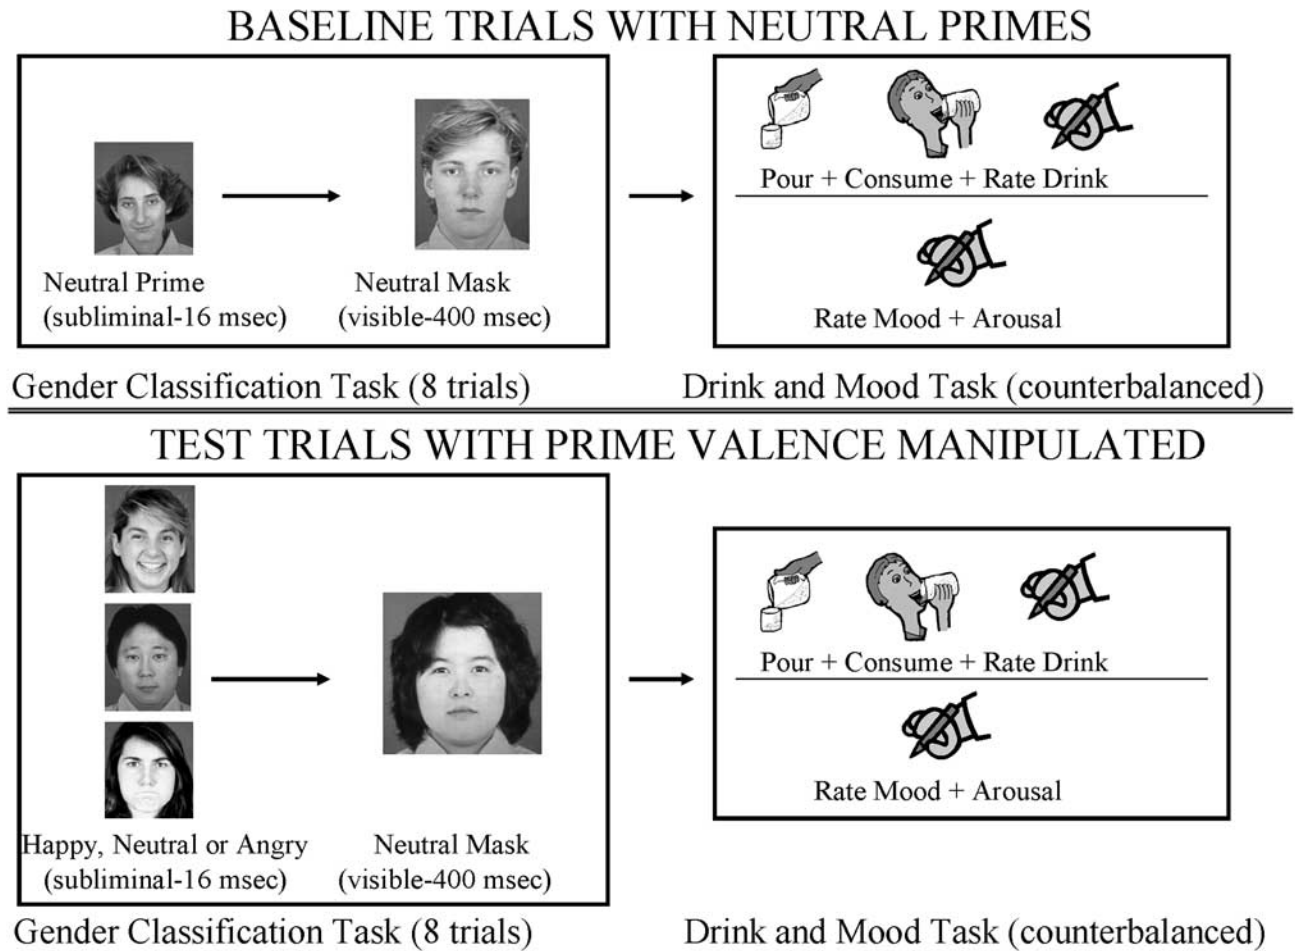 BASELINE TRIALS WITH NEUTRAL PRIMES
Pour + Consume + Rate Drink
Neutral Prime
(subliminal-16 msec)
Neutral Mask
(visible-400 msec)
Rate Mood + Arousal
Gender Classification Task (8 trials)
Drink and Mood Task (counterbalanced)
TEST TRIALS WITH PRIME VALENCE MANIPULATED
Pour + Consume + Rate Drink
Rate Mood + Arousal
Happy, Neutral or Angry
(subliminal-16 msec)
Neutral Mask
(visible-400 msec)
Gender Classification Task (8 trials)
Drink and Mood Task (counterbalanced)